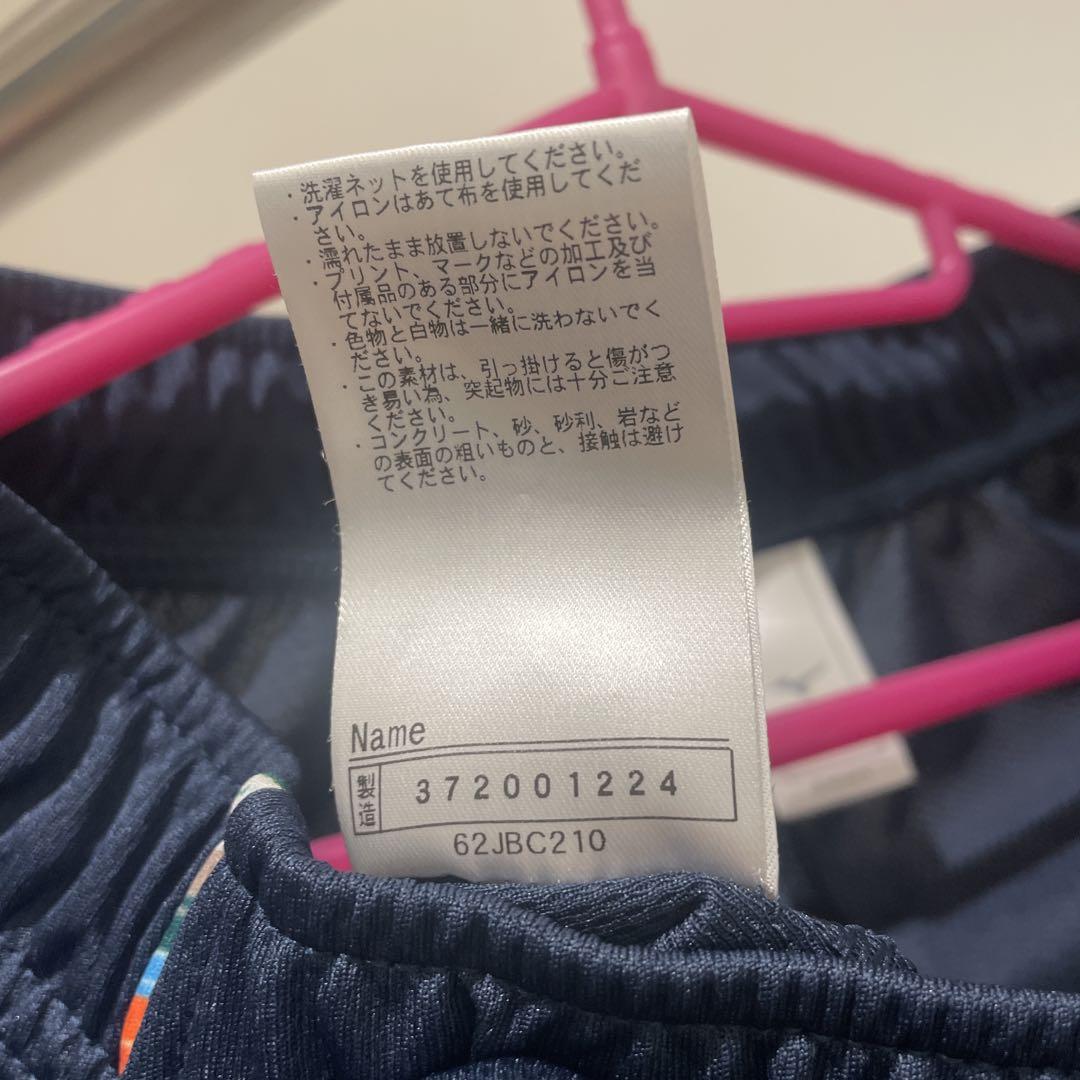 ・洗濯ネットを使用してください。
・アイロンはあて布を使用してくだ
さい。
・濡れたまま放置しないでください。
・プリント、マークなどの加工及び
付属品のある部分にアイロンを当
てないでください。
・色物と白物は一緒に洗わないでく
ださい。
・この素材は、引っ掛けると傷がつ
き易い為、突起物には十分ご注意
ください。
・コンクリート、砂、砂利、岩など
の表面の粗いものと、接触は避け
てください。
Name
製造 372001224
62JBC210